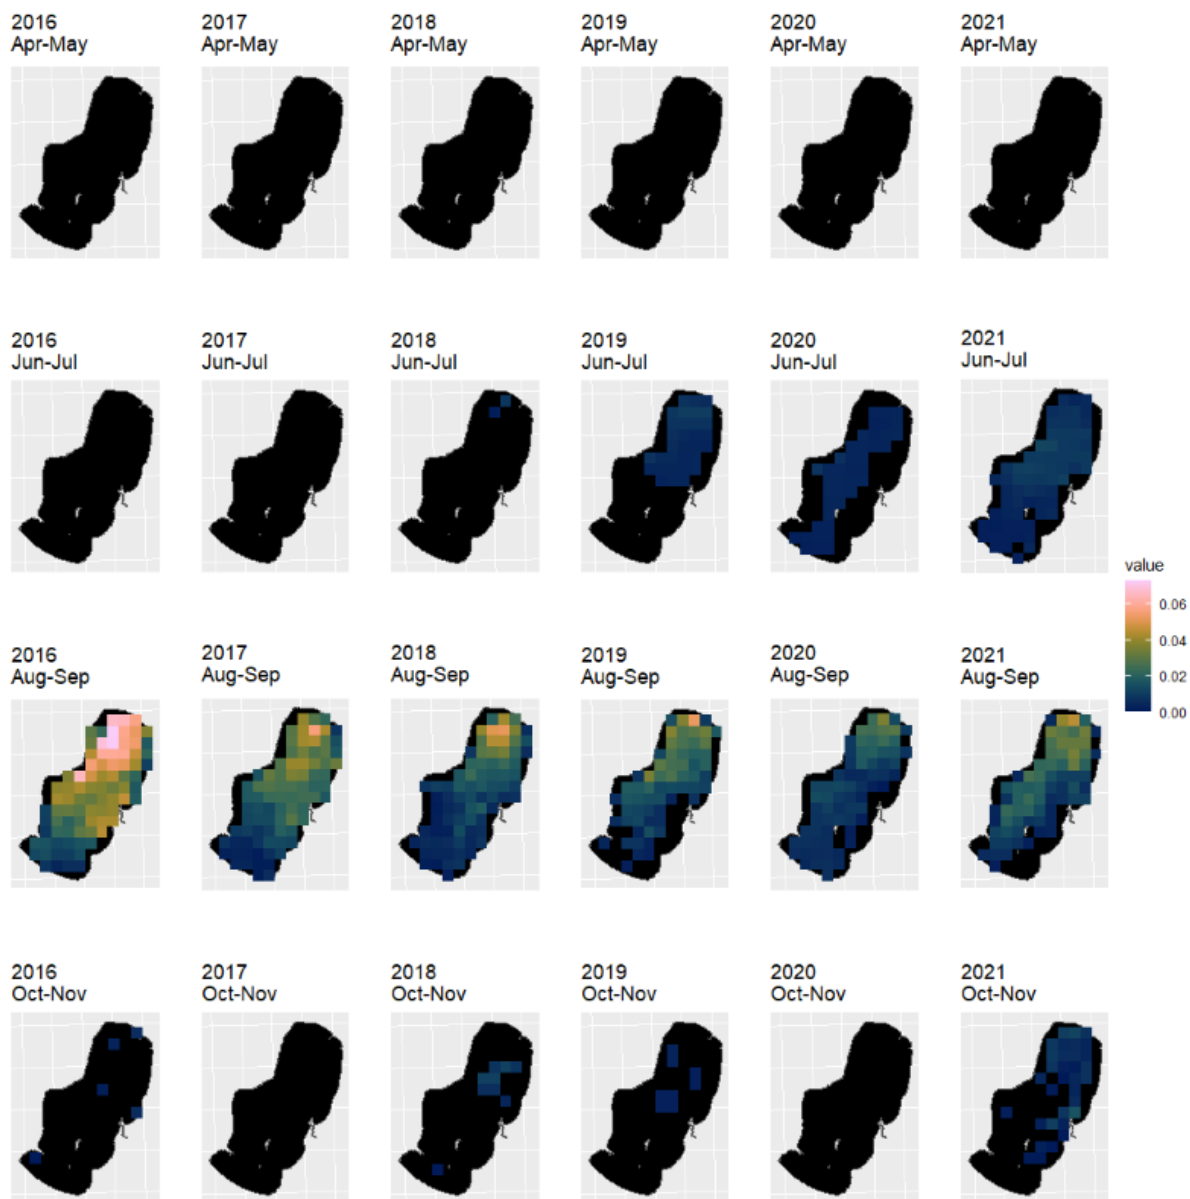 2016
Apr-May
2017
Apr-May
2018
Apr-May
2019
Apr-May
2020
Apr-May
2021
Apr-May
2016
Jun-Jul
2017
Jun-Jul
2018
Jun-Jul
2019
Jun-Jul
2020
Jun-Jul
2021
Jun-Jul
value
0.06
0.04
0.02
0.00
2016
Aug-Sep
2017
Aug-Sep
2018
Aug-Sep
2019
Aug-Sep
2020
Aug-Sep
2021
Aug-Sep
2016
Oct-Nov
2017
Oct-Nov
2018
Oct-Nov
2019
Oct-Nov
2020
Oct-Nov
2021
Oct-Nov